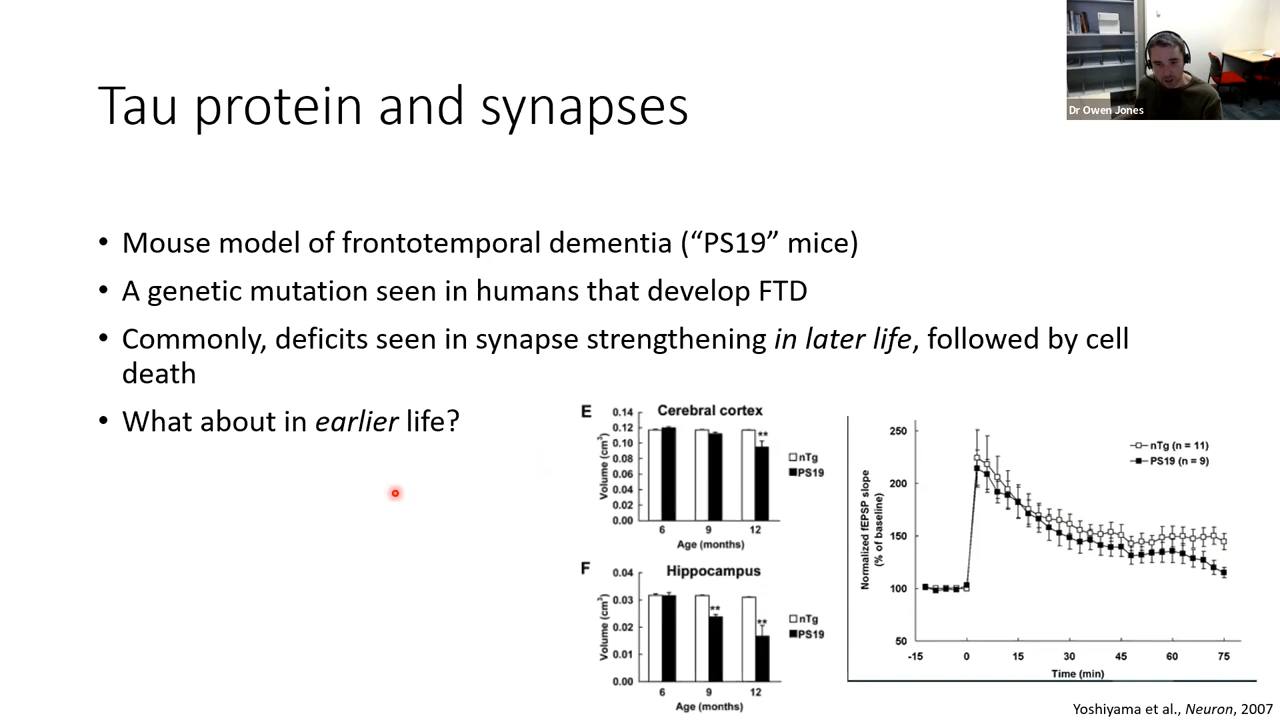 Dr Owen Jones
Tau protein and synapses
• Mouse model of frontotemporal dementia (“PS19” mice)
• A genetic mutation seen in humans that develop FTD
• Commonly, deficits seen in synapse strengthening in later life, followed by cell
death
• What about in earlier life?
E
Cerebral cortex
Volume (cm³)
0.14
0.12
0.10
0.08
0.06
0.04
0.02
0.00
6 9 12
**
Age (months)
nTg
PS19
F
Hippocampus
Volume (cm³)
0.04
0.03
0.02
0.01
0.00
6 9 12
** **
Age (months)
nTg
PS19
Normalized fEPSP slope
(% of baseline)
250
200
150
100
50
-15 0 15 30 45 60 75
Time (min)
nTg (n = 11)
PS19 (n = 9)
Yoshiyama et al., Neuron, 2007